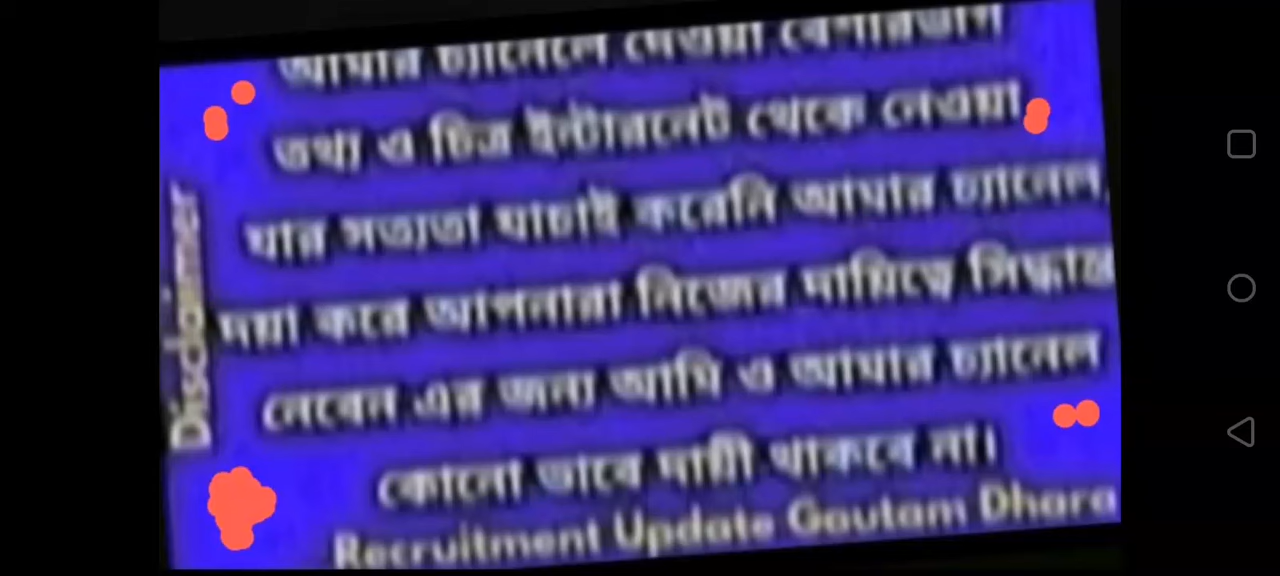 আমার চ্যানেলে দেওয়া বেশীরভাগ
তথ্য ও চিত্র ইন্টারনেট থেকে নেওয়া
যার সত্যতা যাচাই করেনি আমার চ্যানেল,
দয়া করে আপনারা নিজের দায়িত্বে সিদ্ধান্ত
নেবেন এর জন্য আমি ও আমার চ্যানেল
কোনো ভাবে দায়ী থাকবে না।
Recruitment Update Goutam Dhara
Disclaimer